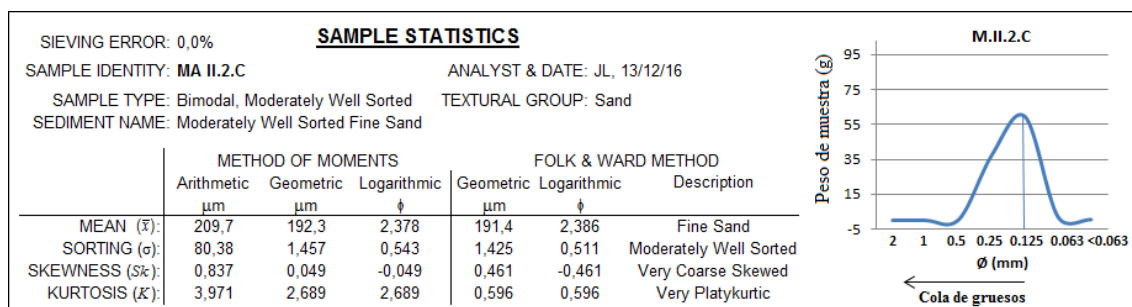 SAMPLE STATISTICS
SIEVING ERROR: 0,0%
SAMPLE IDENTITY: MA II.2.C ANALYST & DATE: JL, 13/12/16
SAMPLE TYPE: Bimodal, Moderately Well Sorted TEXTURAL GROUP: Sand
SEDIMENT NAME: Moderately Well Sorted Fine Sand
METHOD OF MOMENTS FOLK & WARD METHOD
Arithmetic Geometric Logarithmic Geometric Logarithmic Description
μm μm ϕ μm ϕ
MEAN (x̄): 209,7 192,3 2,378 191,4 2,386 Fine Sand
SORTING (σ): 80,38 1,457 0,543 1,425 0,511 Moderately Well Sorted
SKEWNESS (Sk): 0,837 0,049 -0,049 0,461 -0,461 Very Coarse Skewed
KURTOSIS (K): 3,971 2,689 2,689 0,596 0,596 Very Platykurtic
M.II.2.C
Peso de muestra (g)
95
75
55
35
15
-5
2 1 0.5 0.25 0.125 0.063 <0.063
Ø (mm)
Cola de gruesos